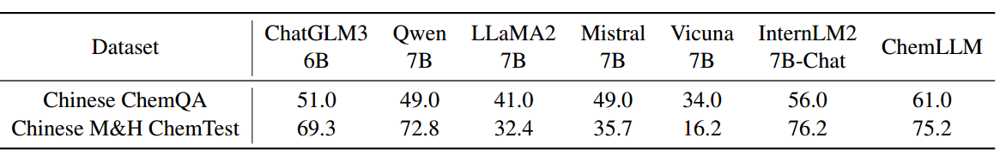 Dataset ChatGLM3 6B Qwen 7B LLaMA2 7B Mistral 7B Vicuna 7B InternLM2 7B-Chat ChemLLM
Chinese ChemQA 51.0 49.0 41.0 49.0 34.0 56.0 61.0
Chinese M&H ChemTest 69.3 72.8 32.4 35.7 16.2 76.2 75.2